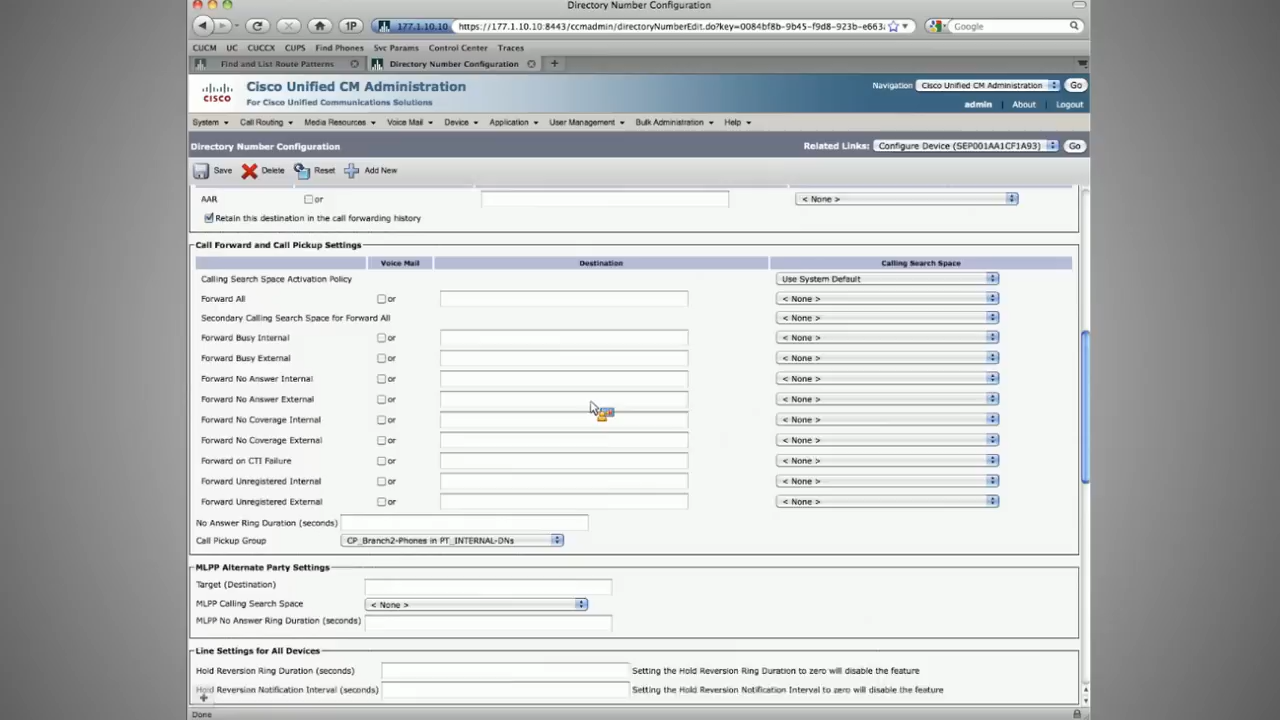 Directory Number Configuration
1P 177.1.10.10 https://177.1.10.10:8443/ccmadmin/directoryNumberEdit.do?key=0084bf8b-9b45-f9d8-923b-e663 Google
CUCM UC CUCCX CUPS Find Phones Svc Params Control Center Traces
Find and List Route Patterns Directory Number Configuration
Cisco Unified CM Administration Navigation Cisco Unified CM Administration Go
CISCO For Cisco Unified Communications Solutions admin About Logout
System Call Routing Media Resources Voice Mail Device Application User Management Bulk Administration Help
Directory Number Configuration Related Links: Configure Device (SEP001AA1CF1A93) Go
Save Delete Reset Add New
AAR or < None >
Retain this destination in the call forwarding history
Call Forward and Call Pickup Settings
Voice Mail Destination Calling Search Space
Calling Search Space Activation Policy Use System Default
Forward All or < None >
Secondary Calling Search Space for Forward All < None >
Forward Busy Internal or < None >
Forward Busy External or < None >
Forward No Answer Internal or < None >
Forward No Answer External or < None >
Forward No Coverage Internal or < None >
Forward No Coverage External or < None >
Forward on CTI Failure or < None >
Forward Unregistered Internal or < None >
Forward Unregistered External or < None >
No Answer Ring Duration (seconds)
Call Pickup Group CP_Branch2-Phones in PT_INTERNAL-DNs
MLPP Alternate Party Settings
Target (Destination)
MLPP Calling Search Space < None >
MLPP No Answer Ring Duration (seconds)
Line Settings for All Devices
Hold Reversion Ring Duration (seconds) Setting the Hold Reversion Ring Duration to zero will disable the feature
Hold Reversion Notification Interval (seconds) Setting the Hold Reversion Notification Interval to zero will disable the feature
Done